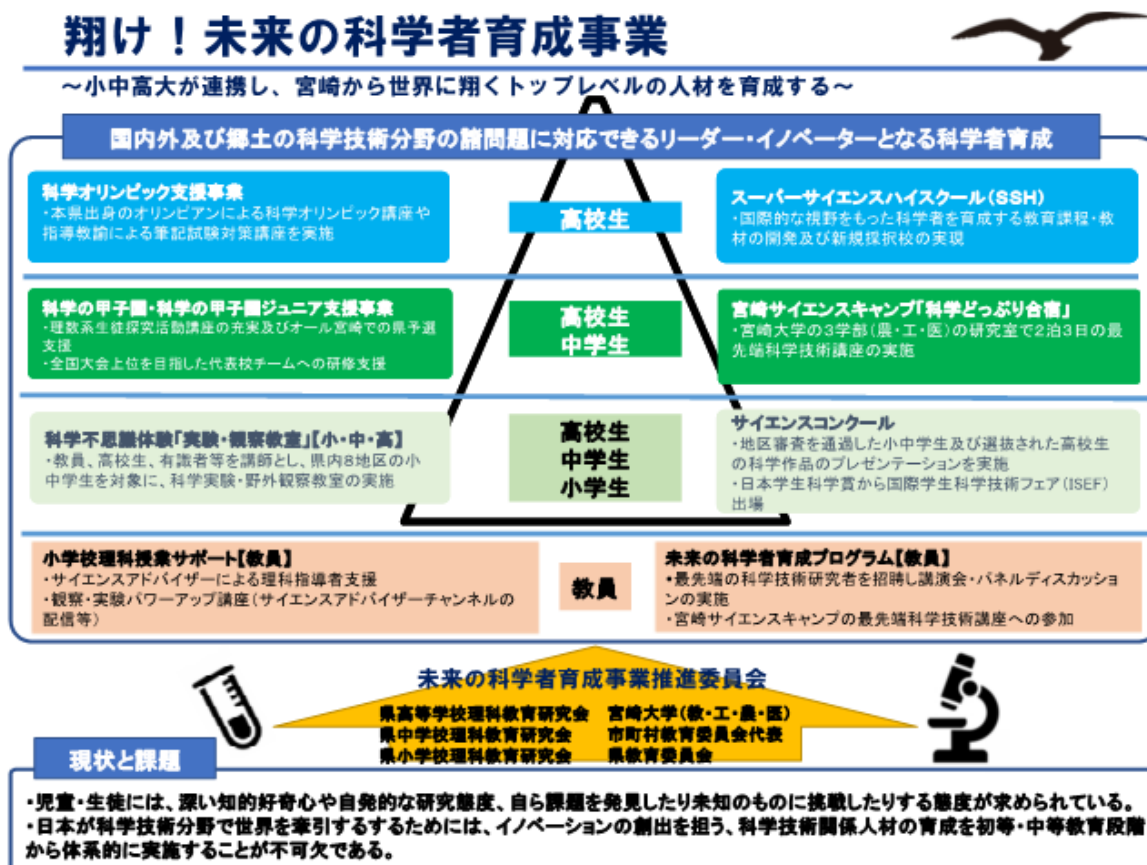 翔け！未来の科学者育成事業
～小中高大が連携し、宮崎から世界に翔くトップレベルの人材を育成する～
国内外及び郷土の科学技術分野の諸問題に対応できるリーダー・イノベーターとなる科学者育成
科学オリンピック支援事業
・本県出身のオリンピアンによる科学オリンピック講座や
指導教諭による筆記試験対策講座を実施
高校生
スーパーサイエンスハイスクール（SSH）
・国際的な視野をもった科学者を育成する教育課程・教
材の開発及び新規採択校の実現
科学の甲子園・科学の甲子園ジュニア支援事業
・理数系生徒探究活動講座の充実及びオール宮崎での県予選
支援
・全国大会上位を目指した代表校チームへの研修支援
高校生
中学生
宮崎サイエンスキャンプ「科学どっぷり合宿」
・宮崎大学の3学部（農・工・医）の研究室で2泊3日の最
先端科学技術講座の実施
科学不思議体験「実験・観察教室」【小・中・高】
・教員、高校生、有識者等を講師とし、県内8地区の小
中学生を対象に、科学実験・野外観察教室の実施
高校生
中学生
小学生
サイエンスコンクール
・地区審査を通過した小中学生及び選抜された高校生
の科学作品のプレゼンテーションを実施
・日本学生科学賞から国際学生科学技術フェア（ISEF）
出場
小学校理科授業サポート【教員】
・サイエンスアドバイザーによる理科指導者支援
・観察・実験パワーアップ講座（サイエンスアドバイザーチャンネルの
配信等）
教員
未来の科学者育成プログラム【教員】
・最先端の科学技術研究者を招聘し講演会・パネルディスカッショ
ンの実施
・宮崎サイエンスキャンプの最先端科学技術講座への参加
未来の科学者育成事業推進委員会
県高等学校理科教育研究会　宮崎大学（教・工・農・医）
県中学校理科教育研究会　市町村教育委員会代表
県小学校理科教育研究会　県教育委員会
現状と課題
・児童・生徒には、深い知的好奇心や自発的な研究態度、自ら課題を発見したり未知のものに挑戦したりする態度が求められている。
・日本が科学技術分野で世界を牽引するするためには、イノベーションの創出を担う、科学技術関係人材の育成を初等・中等教育段階
から体系的に実施することが不可欠である。